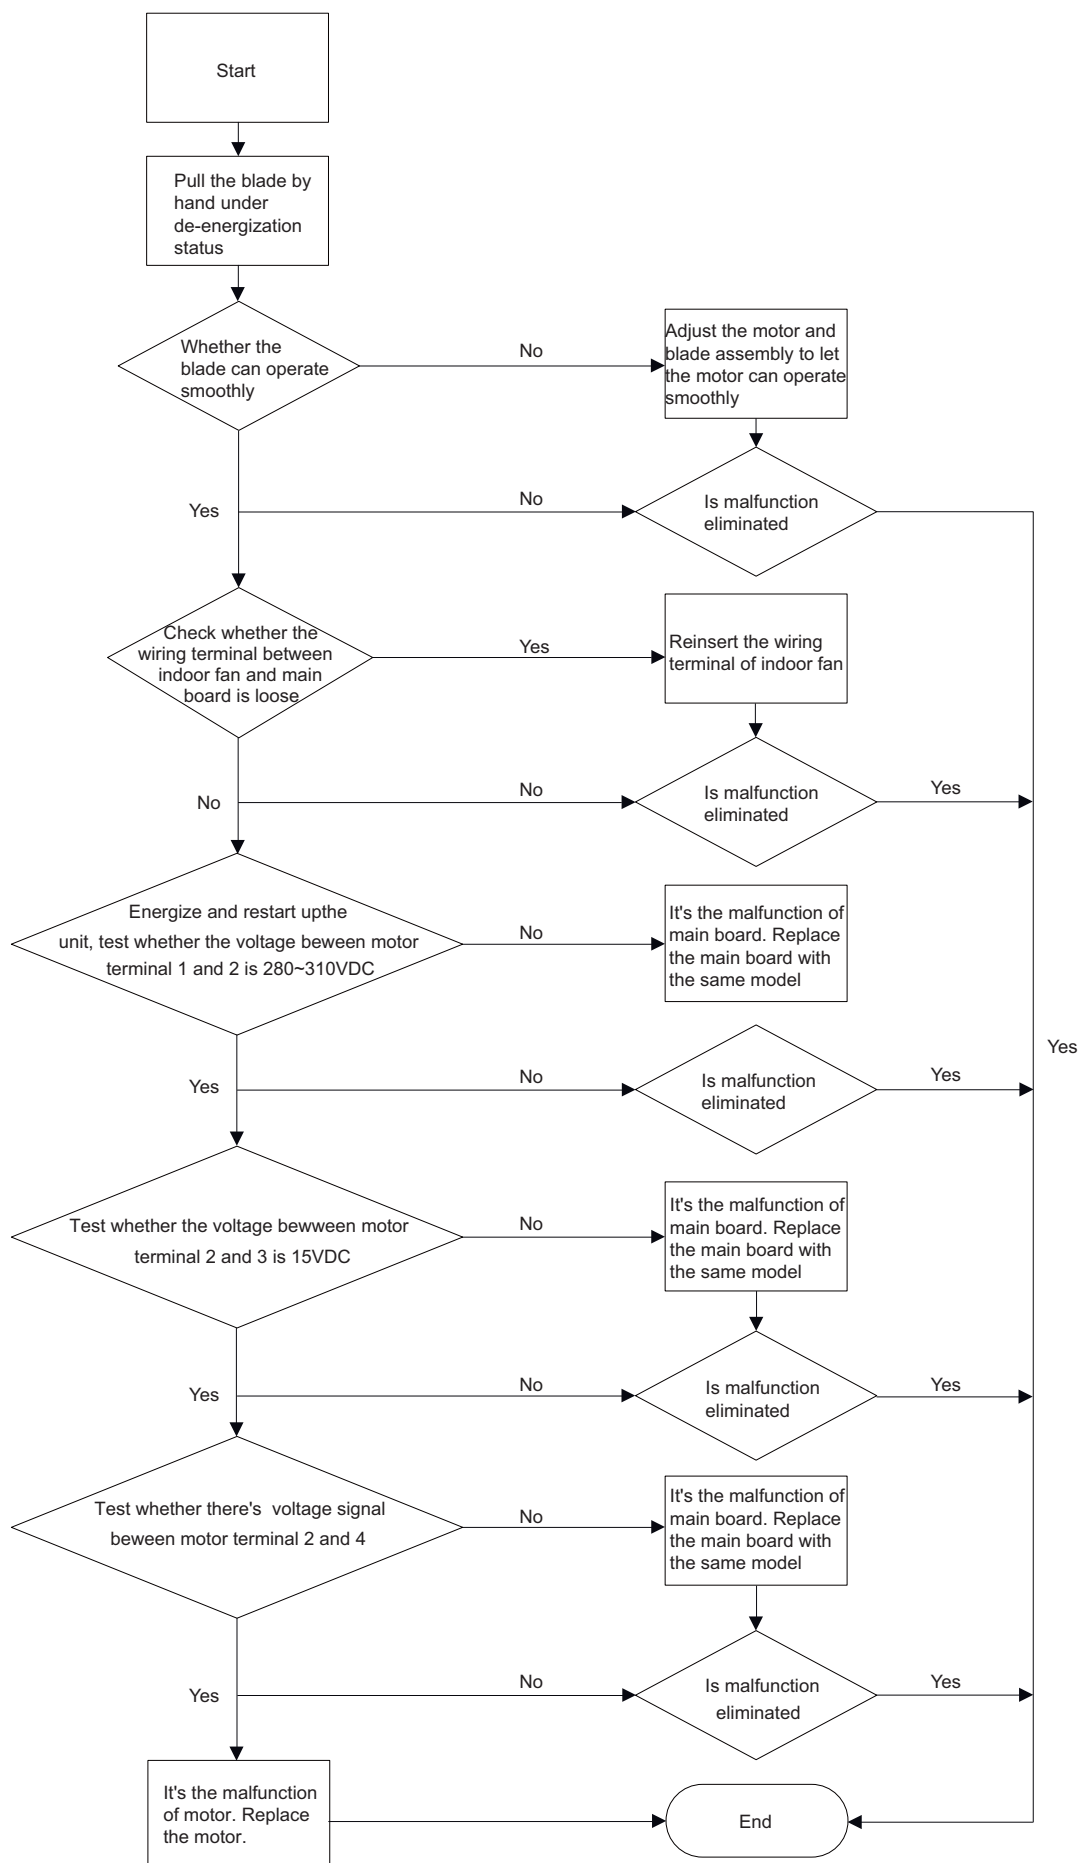 Start
Pull the blade by
hand under
de-energization
status
Whether the
blade can operate
smoothly
No
Adjust the motor and
blade assembly to let
the motor can operate
smoothly
Yes
No
Is malfunction
eliminated
Check whether the
wiring terminal between
indoor fan and main
board is loose
Yes
Reinsert the wiring
terminal of indoor fan
No
No
Is malfunction
eliminated
Yes
Energize and restart upthe
unit, test whether the voltage beween motor
terminal 1 and 2 is 280~310VDC
No
It's the malfunction of
main board. Replace
the main board with
the same model
Yes
Yes
No
Is malfunction
eliminated
Yes
Test whether the voltage bewween motor
terminal 2 and 3 is 15VDC
No
It's the malfunction of
main board. Replace
the main board with
the same model
Yes
No
Is malfunction
eliminated
Yes
Test whether there's voltage signal
beween motor terminal 2 and 4
No
It's the malfunction of
main board. Replace
the main board with
the same model
Yes
No
Is malfunction
eliminated
Yes
It's the malfunction
of motor. Replace
the motor.
End